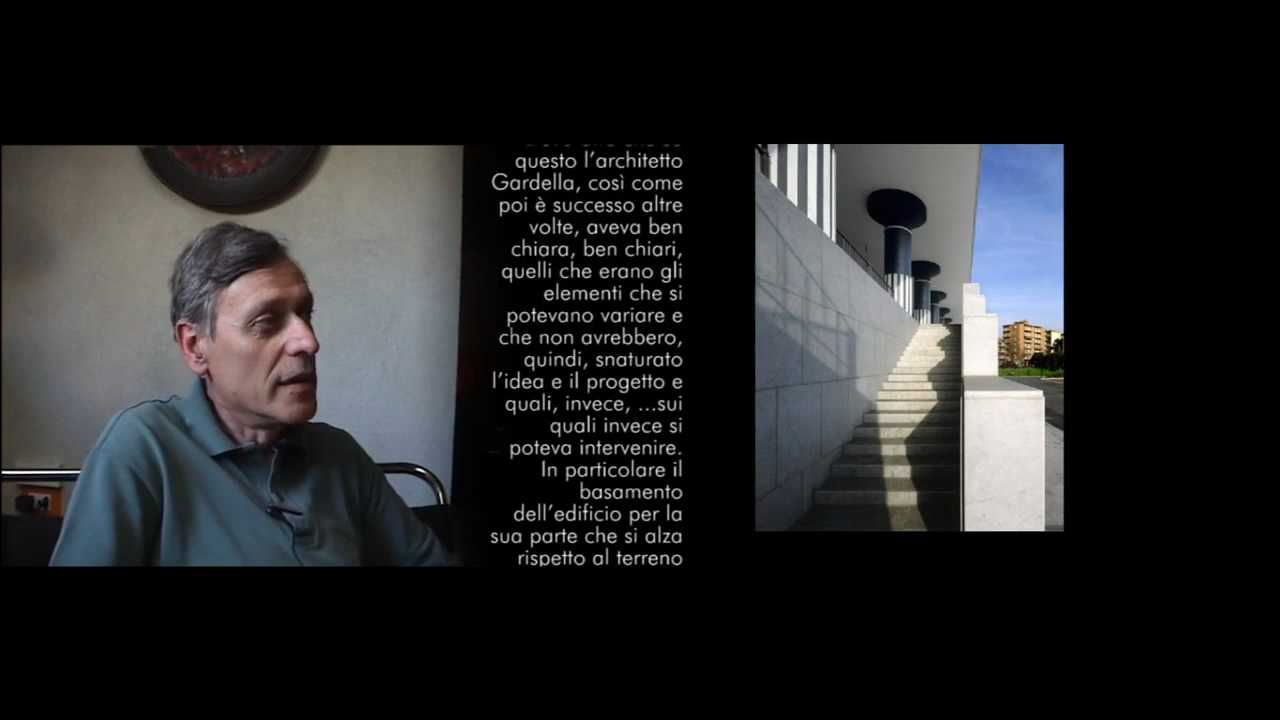 questo l'architetto
Gardella, così come
poi è successo altre
volte, aveva ben
chiara, ben chiari,
quelli che erano gli
elementi che si
potevano variare e
che non avrebbero,
quindi, snaturato
l'idea e il progetto e
quali, invece, ...sui
quali invece si
poteva intervenire.
In particolare il
basamento
dell'edificio per la
sua parte che si alza
rispetto al terreno